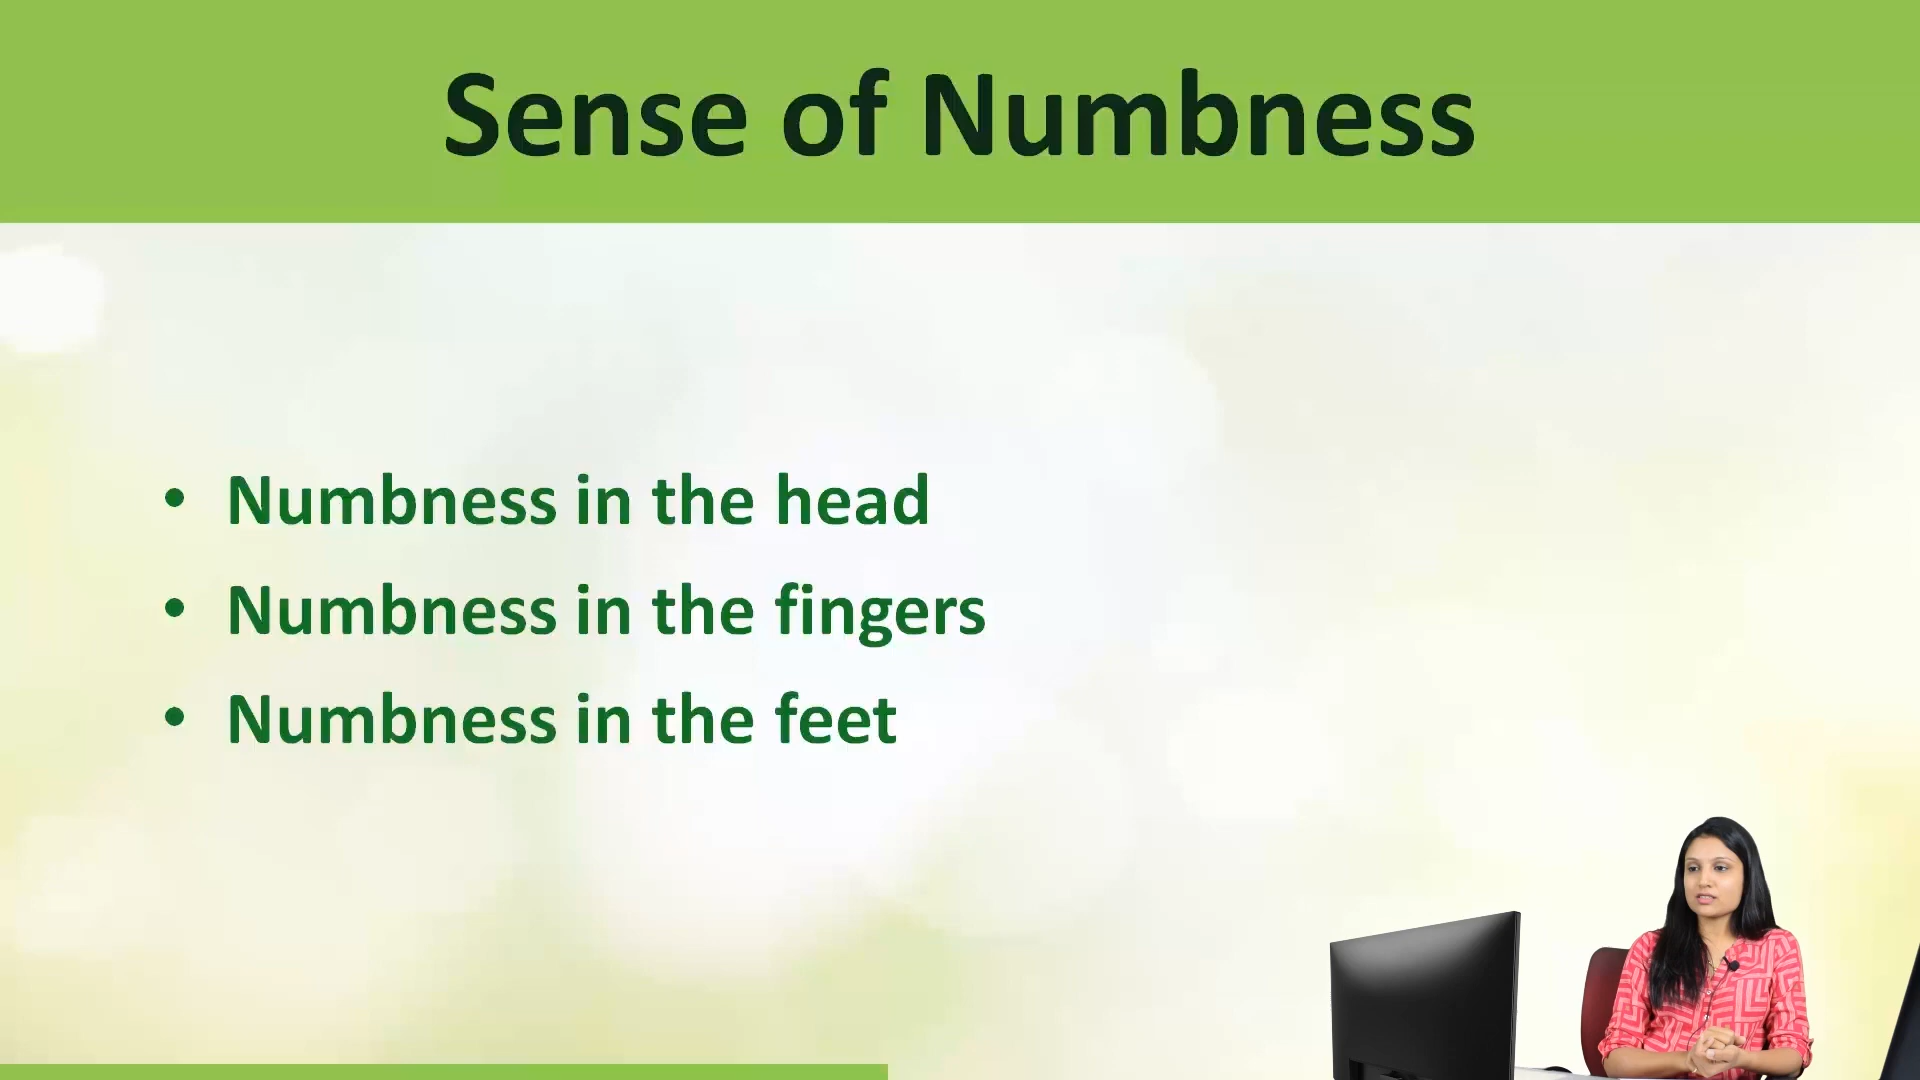 Sense of Numbness
• Numbness in the head
• Numbness in the fingers
• Numbness in the feet